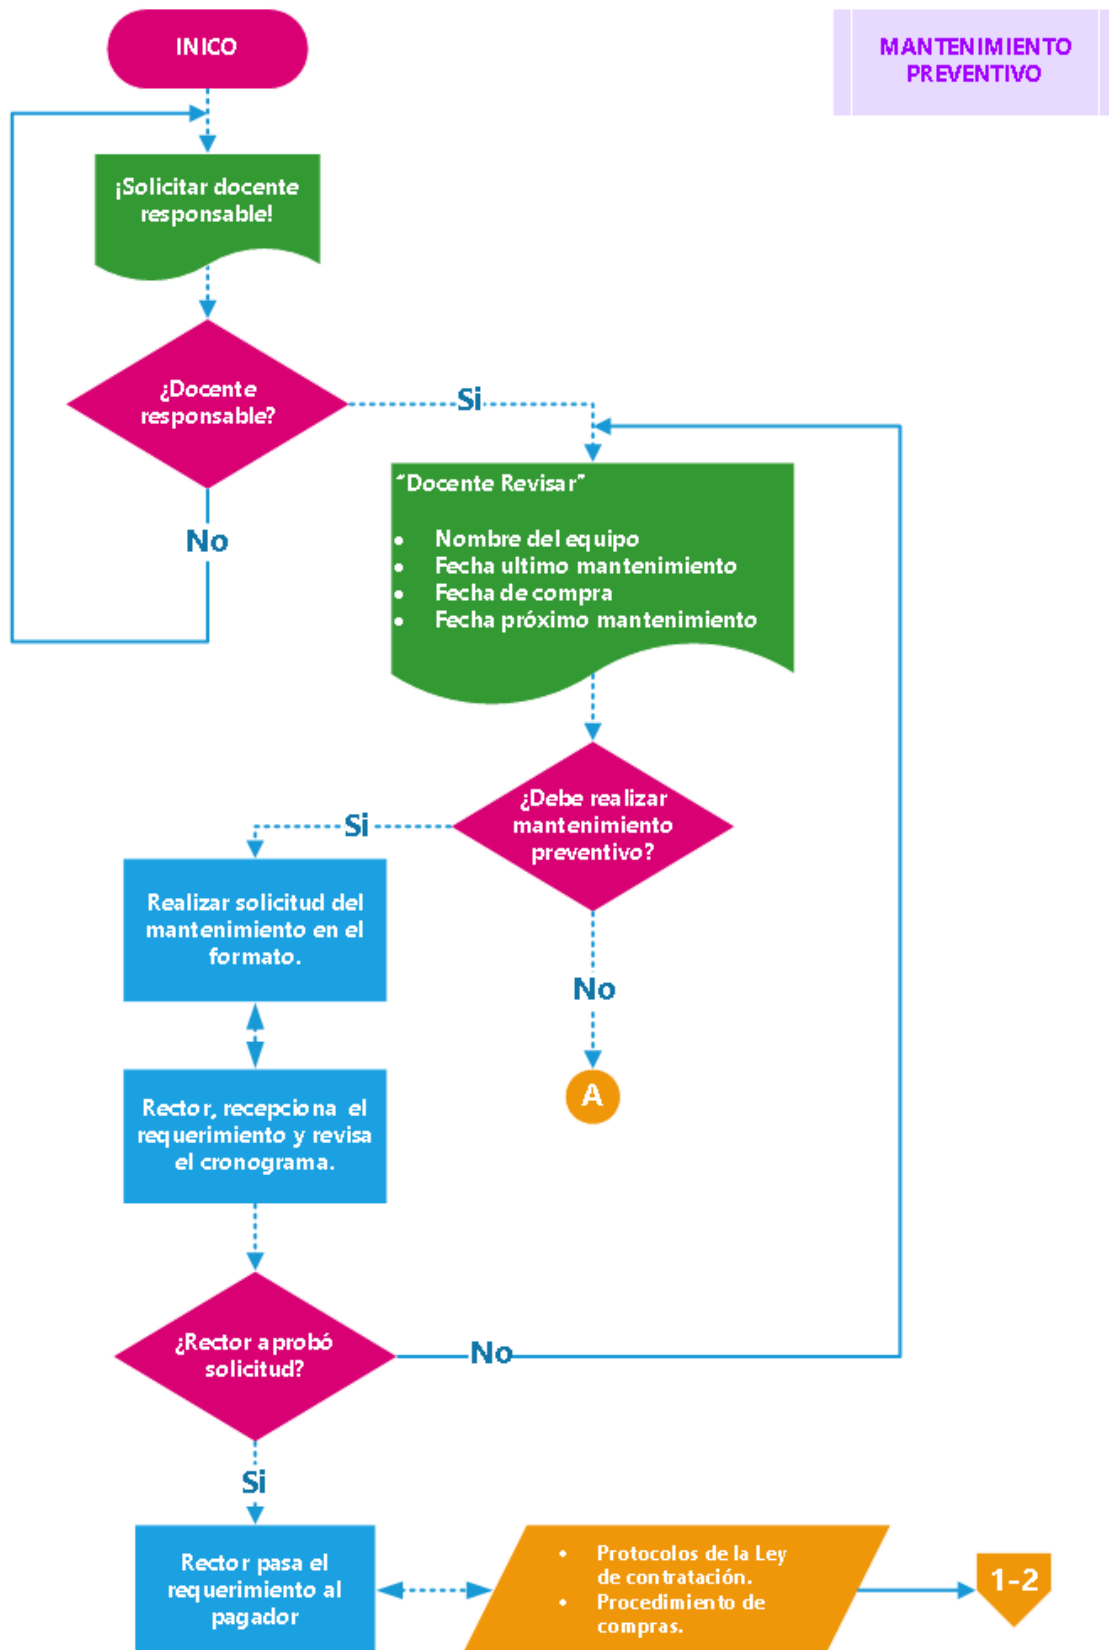 INICO
MANTENIMIENTO
PREVENTIVO
¡Solicitar docente
responsable!
¿Docente
responsable?
Si
No
“Docente Revisar”
• Nombre del equipo
• Fecha ultimo mantenimiento
• Fecha de compra
• Fecha próximo mantenimiento
¿Debe realizar
mantenimiento
preventivo?
Si
No
Realizar solicitud del
mantenimiento en el
formato.
A
Rector, recepciona el
requerimiento y revisa
el cronograma.
¿Rector aprobó
solicitud?
No
Si
Rector pasa el
requerimiento al
pagador
• Protocolos de la Ley
de contratación.
• Procedimiento de
compras.
1-2